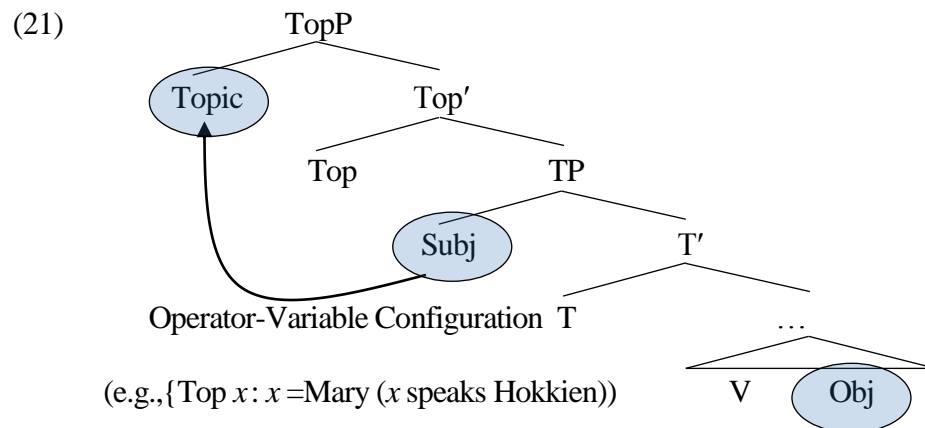 (21) TopP
Topic Top′
Top TP
Subj T′
Operator-Variable Configuration T …
(e.g.,{Top x: x =Mary (x speaks Hokkien)) V Obj